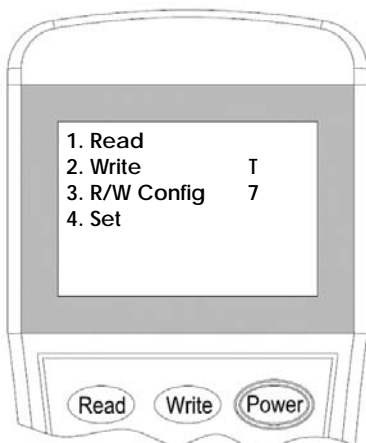 1. Read
2. Write T
3. R/W Config 7
4. Set
Read Write Power